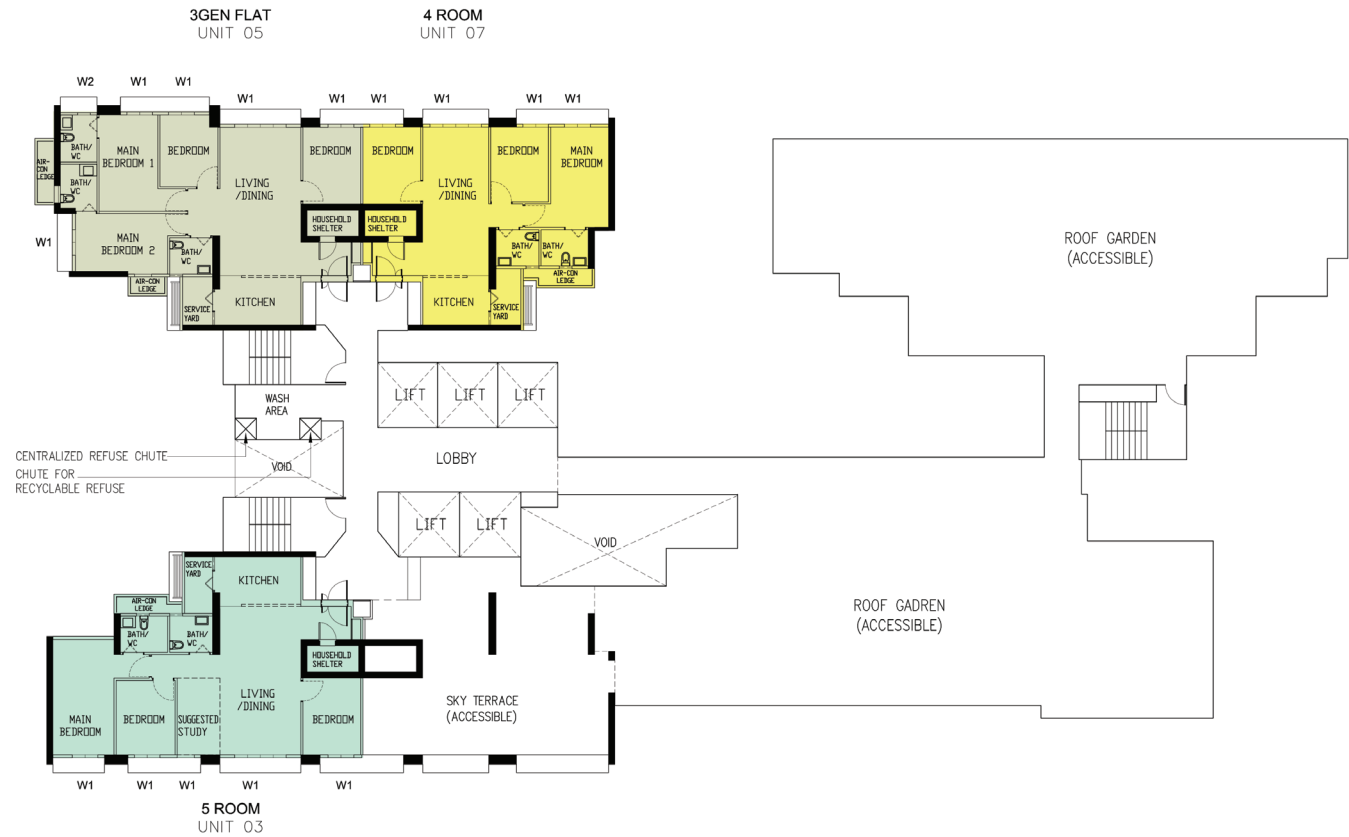 3GEN FLAT
UNIT 05
4 ROOM
UNIT 07
W2
W1
W1
W1
W1
W1
W1
W1
W1
BATH/
WC
MAIN
BEDROOM 1
BEDROOM
LIVING
/DINING
BEDROOM
BEDROOM
LIVING
/DINING
BEDROOM
MAIN
BEDROOM
AIR-
CON
LEDGE
BATH/
WC
HOUSEHOLD
SHELTER
HOUSEHOLD
SHELTER
W1
MAIN
BEDROOM 2
BATH/
WC
BATH/
WC
BATH/
WC
AIR-CON
LEDGE
AIR-CON
LEDGE
SERVICE
YARD
KITCHEN
KITCHEN
SERVICE
YARD
ROOF GARDEN
(ACCESSIBLE)
LIFT
LIFT
LIFT
WASH
AREA
CENTRALIZED REFUSE CHUTE
CHUTE FOR
RECYCLABLE REFUSE
VOID
LOBBY
LIFT
LIFT
VOID
SERVICE
YARD
KITCHEN
AIR-CON
LEDGE
BATH/
WC
BATH/
WC
HOUSEHOLD
SHELTER
ROOF GADREN
(ACCESSIBLE)
MAIN
BEDROOM
BEDROOM
SUGGESTED
STUDY
LIVING
/DINING
BEDROOM
SKY TERRACE
(ACCESSIBLE)
W1
W1
W1
W1
W1
5 ROOM
UNIT 03